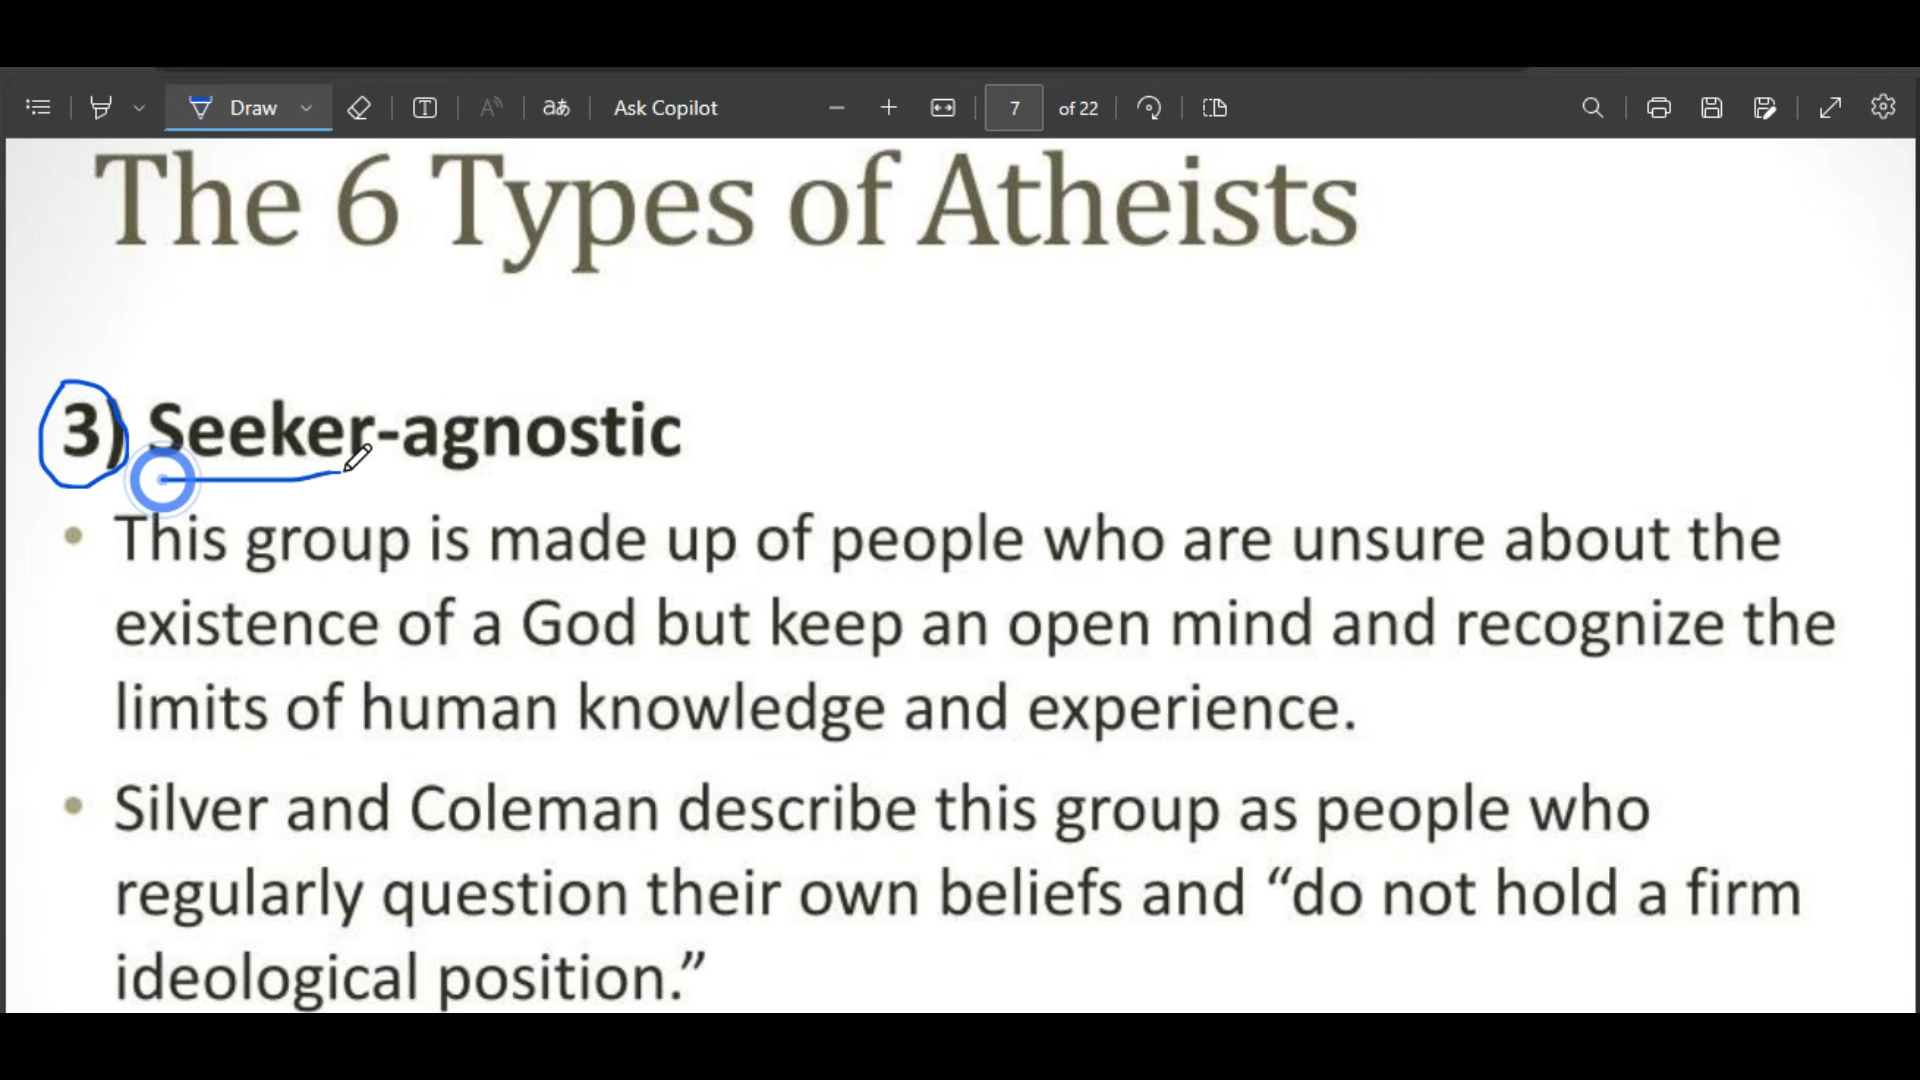 Draw
aあ
Ask Copilot
7 of 22
The 6 Types of Atheists
3) Seeker-agnostic
• This group is made up of people who are unsure about the
existence of a God but keep an open mind and recognize the
limits of human knowledge and experience.
• Silver and Coleman describe this group as people who
regularly question their own beliefs and “do not hold a firm
ideological position.”